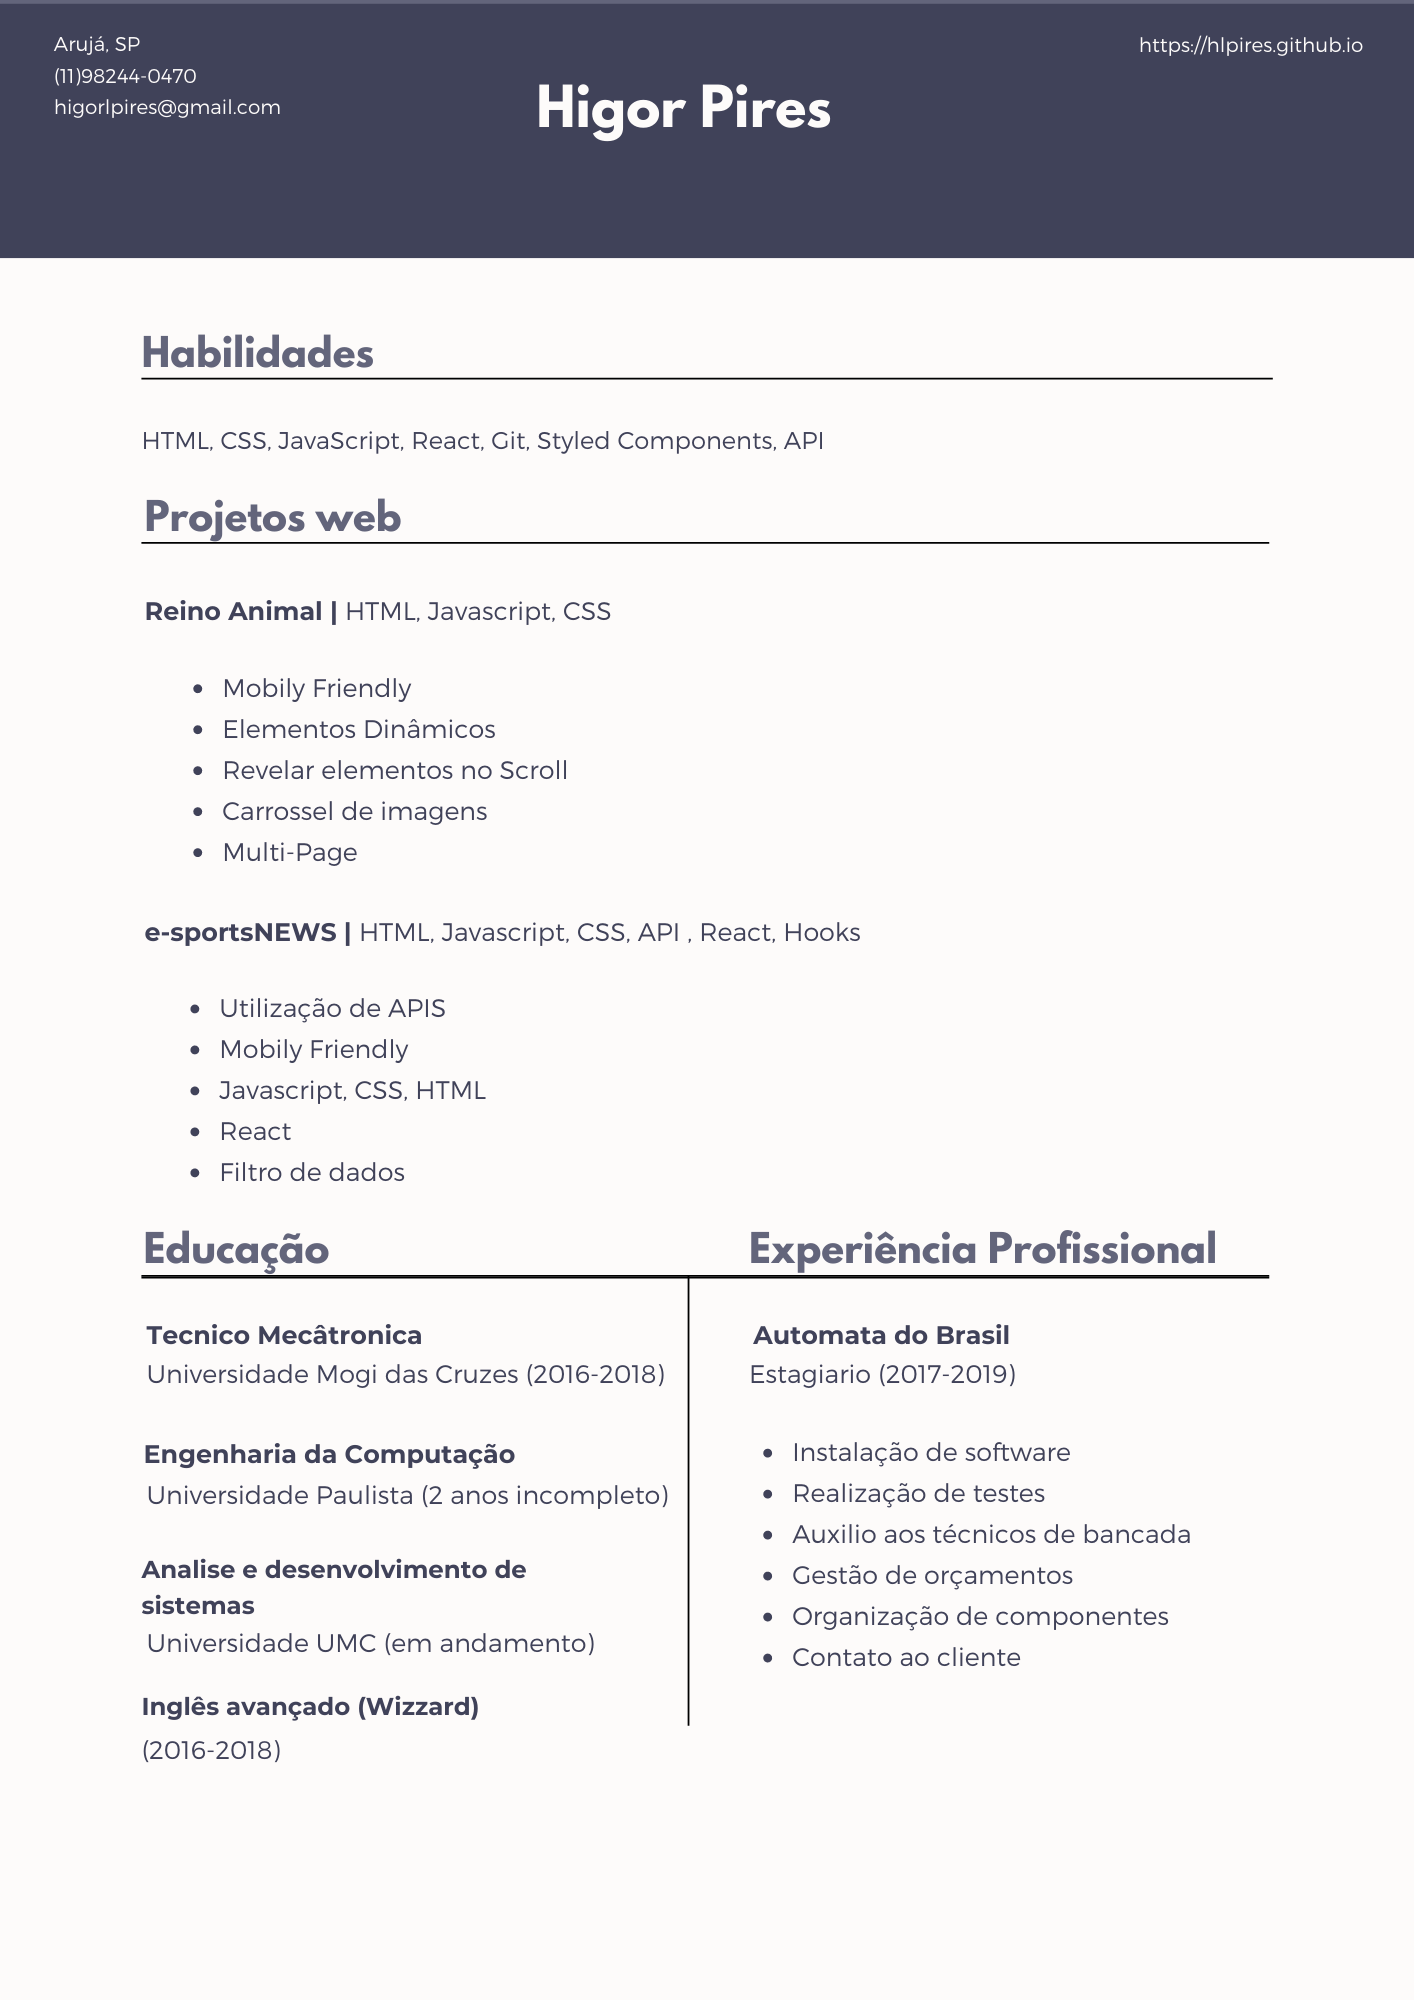 Arujá, SP
(11)98244-0470
higorlpires@gmail.com
https://hlpires.github.io
Higor Pires
Habilidades
HTML, CSS, JavaScript, React, Git, Styled Components, API
Projetos web
Reino Animal | HTML, Javascript, CSS
• Mobily Friendly
• Elementos Dinâmicos
• Revelar elementos no Scroll
• Carrossel de imagens
• Multi-Page
e-sportsNEWS | HTML, Javascript, CSS, API , React, Hooks
• Utilização de APIS
• Mobily Friendly
• Javascript, CSS, HTML
• React
• Filtro de dados
Educação
Tecnico Mecâtronica
Universidade Mogi das Cruzes (2016-2018)
Engenharia da Computação
Universidade Paulista (2 anos incompleto)
Analise e desenvolvimento de
sistemas
Universidade UMC (em andamento)
Inglês avançado (Wizzard)
(2016-2018)
Experiência Profissional
Automata do Brasil
Estagiario (2017-2019)
• Instalação de software
• Realização de testes
• Auxilio aos técnicos de bancada
• Gestão de orçamentos
• Organização de componentes
• Contato ao cliente